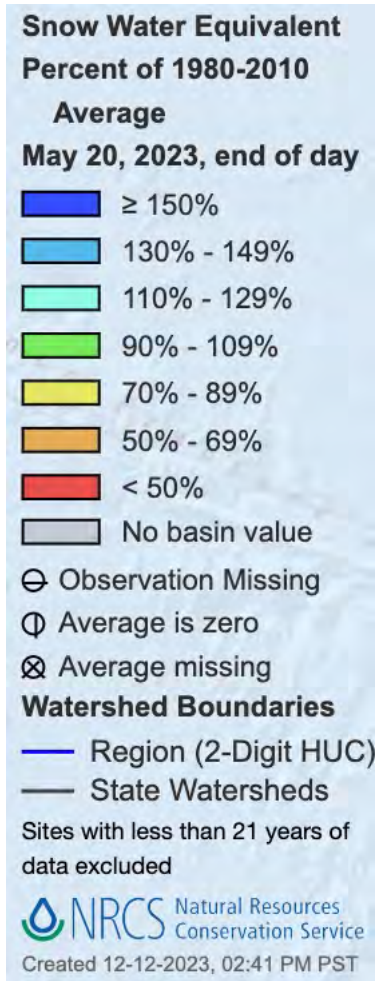 Snow Water Equivalent
Percent of 1980-2010
Average
May 20, 2023, end of day
≥ 150%
130% - 149%
110% - 129%
90% - 109%
70% - 89%
50% - 69%
< 50%
No basin value
Observation Missing
Average is zero
Average missing
Watershed Boundaries
Region (2-Digit HUC)
State Watersheds
Sites with less than 21 years of
data excluded
NRCS Natural Resources
Conservation Service
Created 12-12-2023, 02:41 PM PST